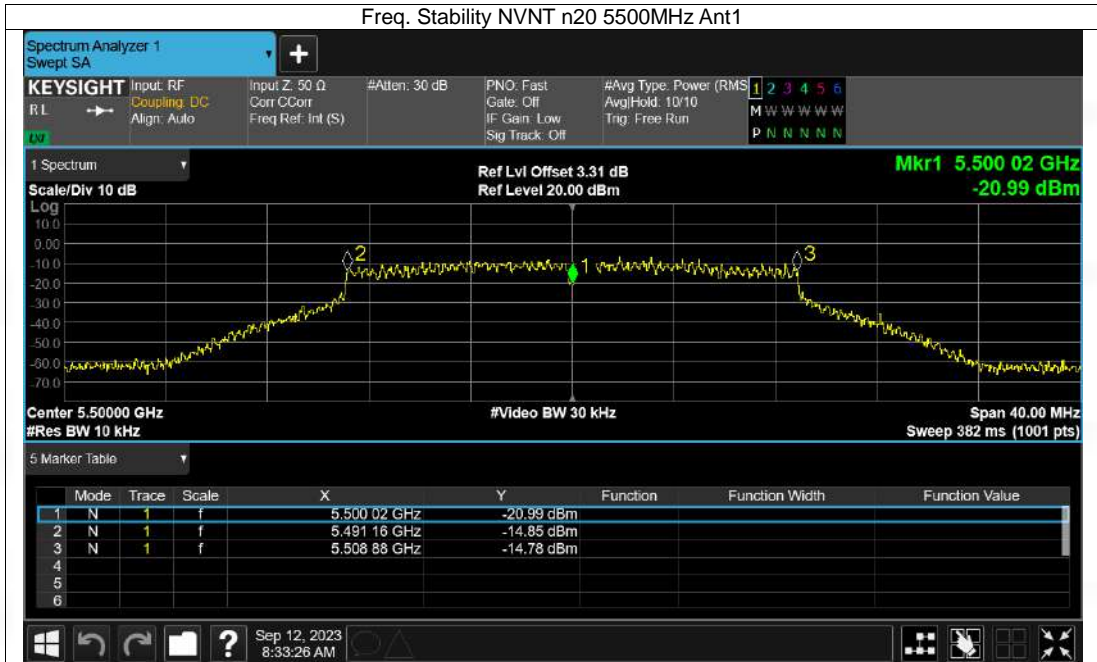 Freq. Stability NVNT n20 5500MHz Ant1
Spectrum Analyzer 1
Swept SA
+
KEYSIGHT Input: RF Input Z: 50 Ω #Atten: 30 dB PNO: Fast #Avg Type: Power (RMS 1 2 3 4 5 6
RL Coupling: DC Corr CCorr Gate: Off Avg|Hold: 10/10 M W W W W W
Align: Auto Freq Ref: Int (S) IF Gain: Low Trig: Free Run
LXI Sig Track: Off P N N N N N
1 Spectrum Ref Lvl Offset 3.31 dB Mkr1 5.500 02 GHz
Scale/Div 10 dB Ref Level 20.00 dBm -20.99 dBm
Log
10.0
0.00
-10.0
-20.0
-30.0
-40.0
-50.0
-60.0
-70.0
2 1 3
Center 5.50000 GHz #Video BW 30 kHz Span 40.00 MHz
#Res BW 10 kHz Sweep 382 ms (1001 pts)
5 Marker Table
Mode Trace Scale X Y Function Function Width Function Value
1 N 1 f 5.500 02 GHz -20.99 dBm
2 N 1 f 5.491 16 GHz -14.85 dBm
3 N 1 f 5.508 88 GHz -14.78 dBm
4
5
6
? Sep 12, 2023
8:33:26 AM